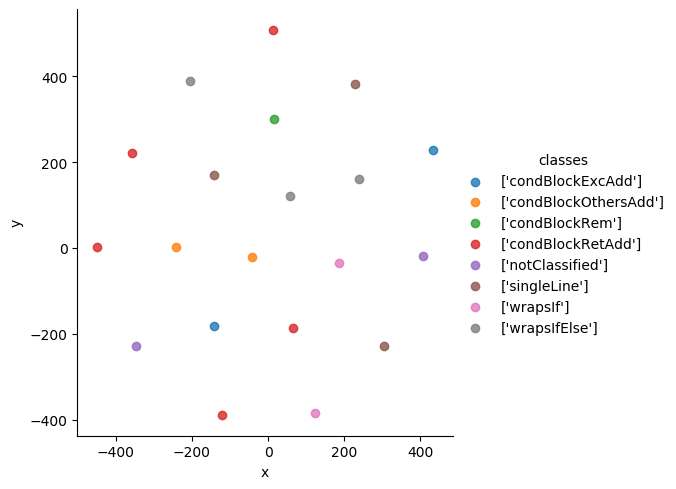 400
200
0
−200
−400
y
−400
−200
0
200
400
x
classes
['condBlockExcAdd']
['condBlockOthersAdd']
['condBlockRem']
['condBlockRetAdd']
['notClassified']
['singleLine']
['wrapsIf']
['wrapsIfElse']